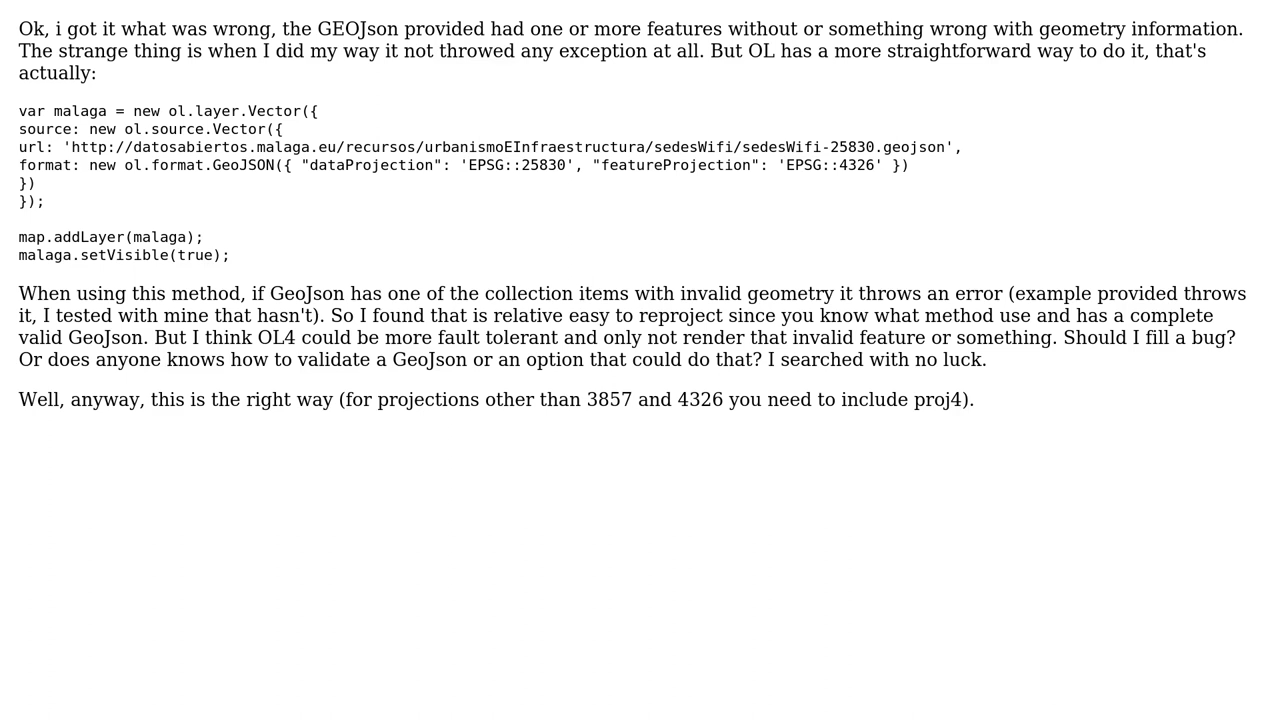 Ok, i got it what was wrong, the GEOJson provided had one or more features without or something wrong with geometry information.
The strange thing is when I did my way it not throwed any exception at all. But OL has a more straightforward way to do it, that's
actually:
var malaga = new ol.layer.Vector({
source: new ol.source.Vector({
url: 'http://datosabiertos.malaga.eu/recursos/urbanismoEInfraestructura/sedesWifi/sedesWifi-25830.geojson',
format: new ol.format.GeoJSON({ "dataProjection": 'EPSG::25830', "featureProjection": 'EPSG::4326' })
})
});
map.addLayer(malaga);
malaga.setVisible(true);
When using this method, if GeoJson has one of the collection items with invalid geometry it throws an error (example provided throws
it, I tested with mine that hasn't). So I found that is relative easy to reproject since you know what method use and has a complete
valid GeoJson. But I think OL4 could be more fault tolerant and only not render that invalid feature or something. Should I fill a bug?
Or does anyone knows how to validate a GeoJson or an option that could do that? I searched with no luck.
Well, anyway, this is the right way (for projections other than 3857 and 4326 you need to include proj4).